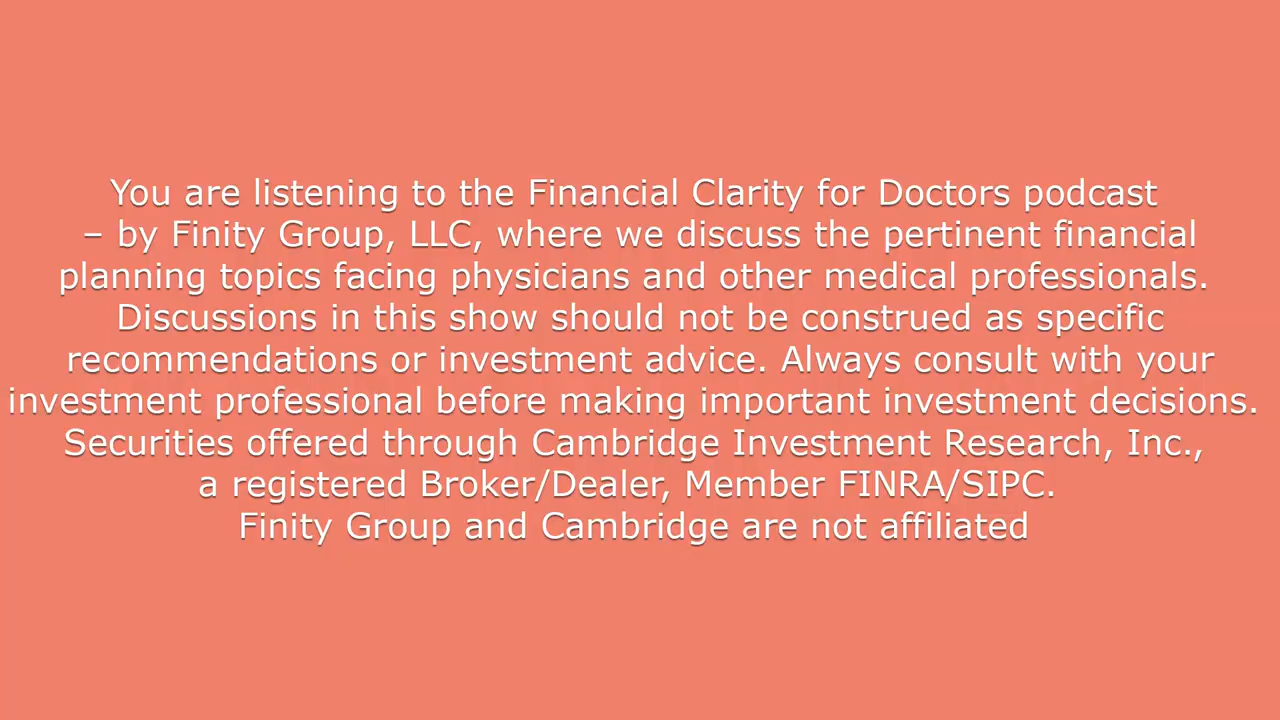 You are listening to the Financial Clarity for Doctors podcast
– by Finity Group, LLC, where we discuss the pertinent financial
planning topics facing physicians and other medical professionals.
Discussions in this show should not be construed as specific
recommendations or investment advice. Always consult with your
investment professional before making important investment decisions.
Securities offered through Cambridge Investment Research, Inc.,
a registered Broker/Dealer, Member FINRA/SIPC.
Finity Group and Cambridge are not affiliated